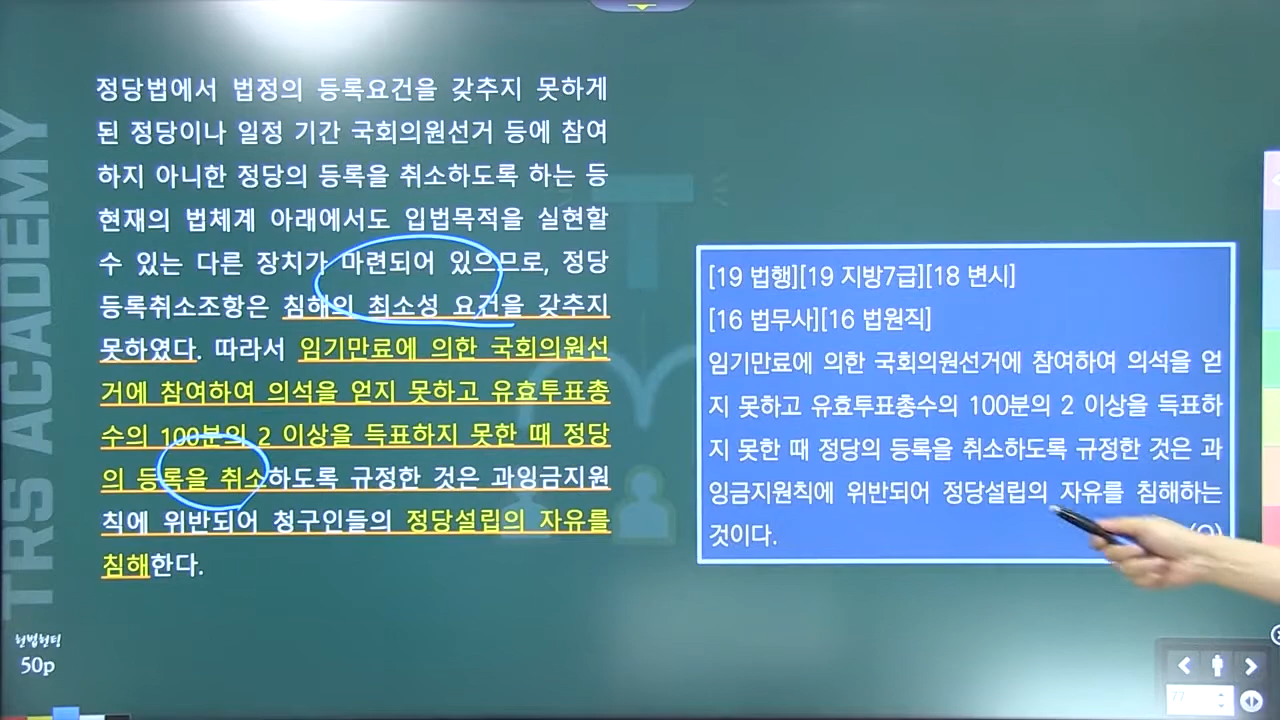 정당법에서 법정의 등록요건을 갖추지 못하게
된 정당이나 일정 기간 국회의원선거 등에 참여
하지 아니한 정당의 등록을 취소하도록 하는 등
현재의 법체계 아래에서도 입법목적을 실현할
수 있는 다른 장치가 마련되어 있으므로, 정당
등록취소조항은 침해의 최소성 요건을 갖추지
못하였다. 따라서 임기만료에 의한 국회의원선
거에 참여하여 의석을 얻지 못하고 유효투표총
수의 100분의 2 이상을 득표하지 못한 때 정당
의 등록을 취소하도록 규정한 것은 과잉금지원
칙에 위반되어 청구인들의 정당설립의 자유를
침해한다.
[19 법행][19 지방7급][18 변시]
[16 법무사][16 법원직]
임기만료에 의한 국회의원선거에 참여하여 의석을 얻
지 못하고 유효투표총수의 100분의 2 이상을 득표하
지 못한 때 정당의 등록을 취소하도록 규정한 것은 과
잉금지원칙에 위반되어 정당설립의 자유를 침해하는
것이다. (O)
TRS ACADEMY
헌법헌팅
50p
77